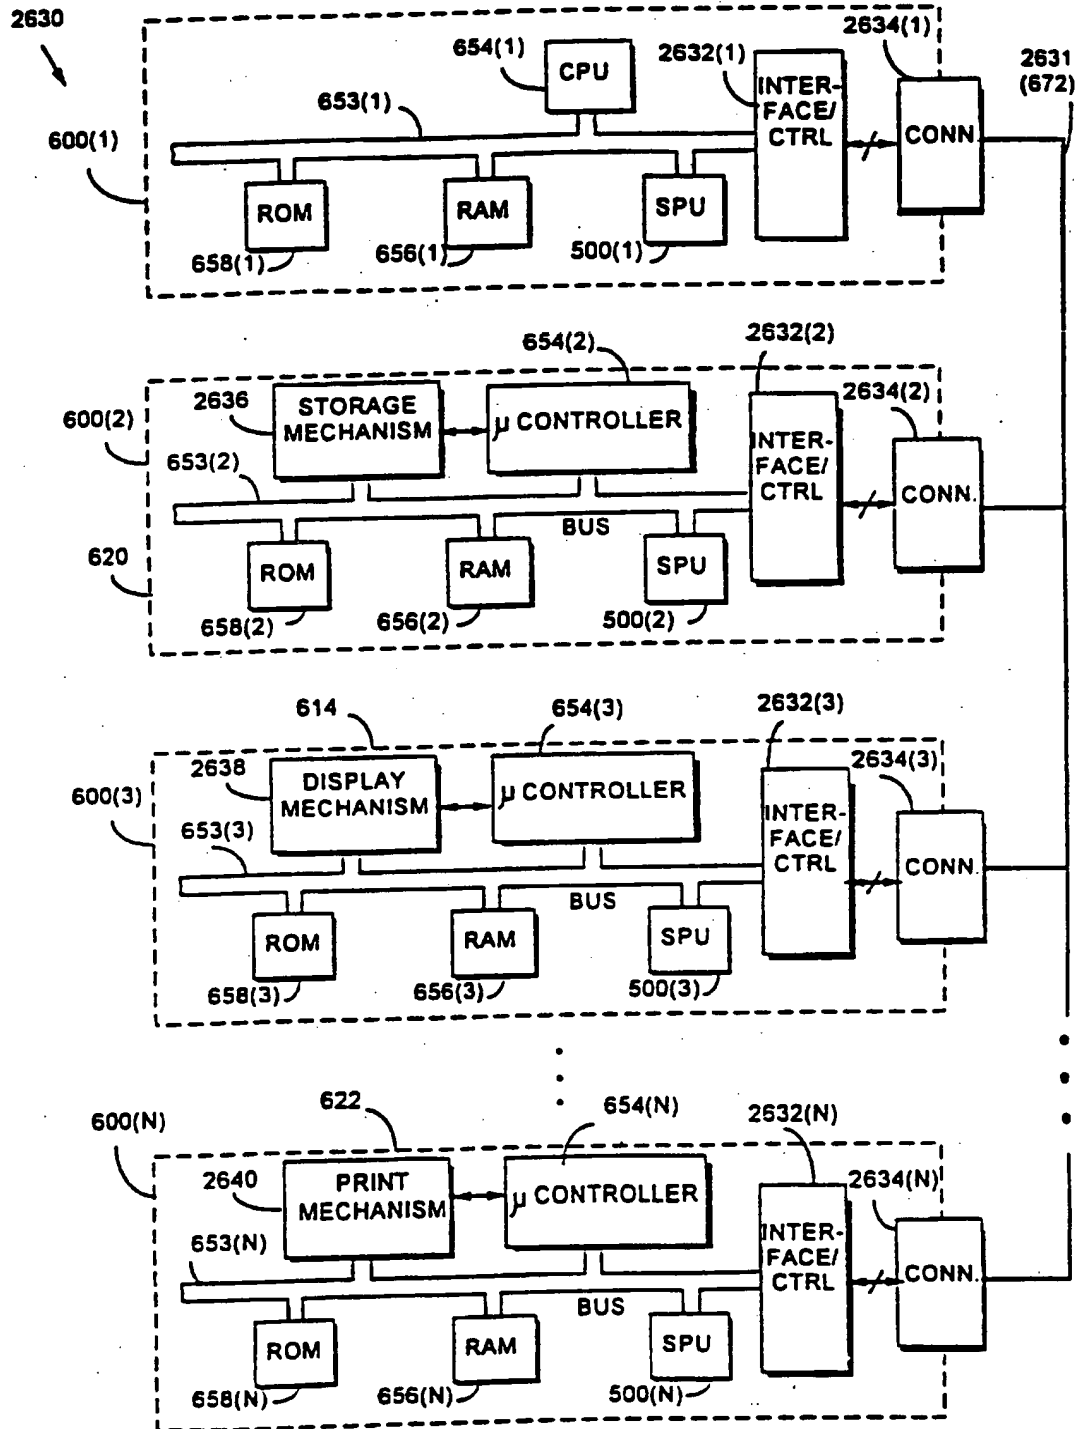 2630
654(1)
2632(1)
2634(1)
2631
(672)
CPU
INTER-
FACE/
CTRL
653(1)
CONN.
600(1)
ROM
RAM
SPU
658(1)
656(1)
500(1)
654(2)
2632(2)
2634(2)
2636
STORAGE
MECHANISM
μ CONTROLLER
600(2)
INTER-
FACE/
CTRL
653(2)
CONN.
BUS
620
ROM
RAM
SPU
658(2)
656(2)
500(2)
614
654(3)
2632(3)
2634(3)
2638
DISPLAY
MECHANISM
μ CONTROLLER
600(3)
INTER-
FACE/
CTRL
653(3)
CONN.
BUS
ROM
RAM
SPU
658(3)
656(3)
500(3)
622
654(N)
2632(N)
600(N)
2634(N)
2640
PRINT
MECHANISM
μ CONTROLLER
INTER-
FACE/
CTRL
653(N)
CONN.
BUS
ROM
RAM
SPU
658(N)
656(N)
500(N)